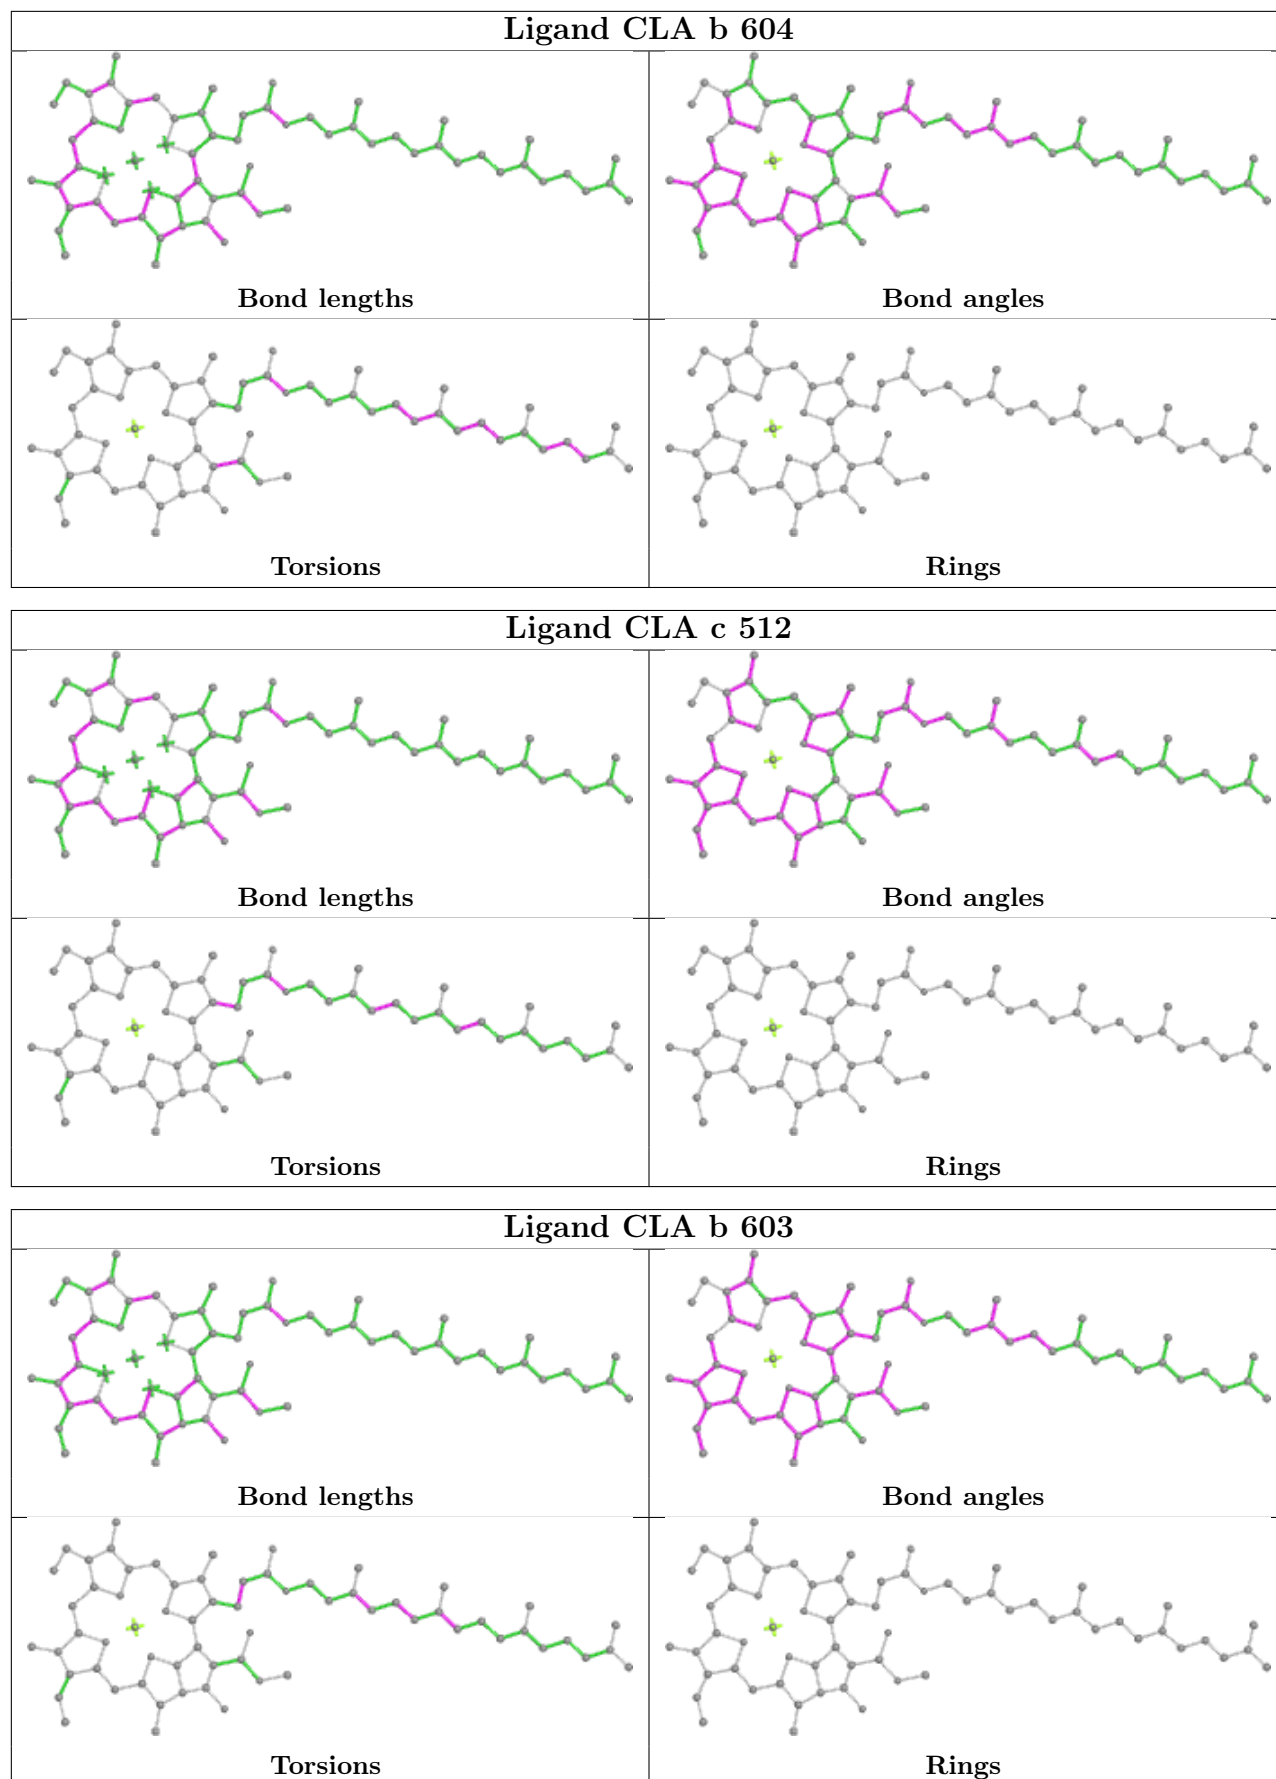 Ligand CLA b 604
Bond lengths
Bond angles
Torsions
Rings
Ligand CLA c 512
Bond lengths
Bond angles
Torsions
Rings
Ligand CLA b 603
Bond lengths
Bond angles
Torsions
Rings